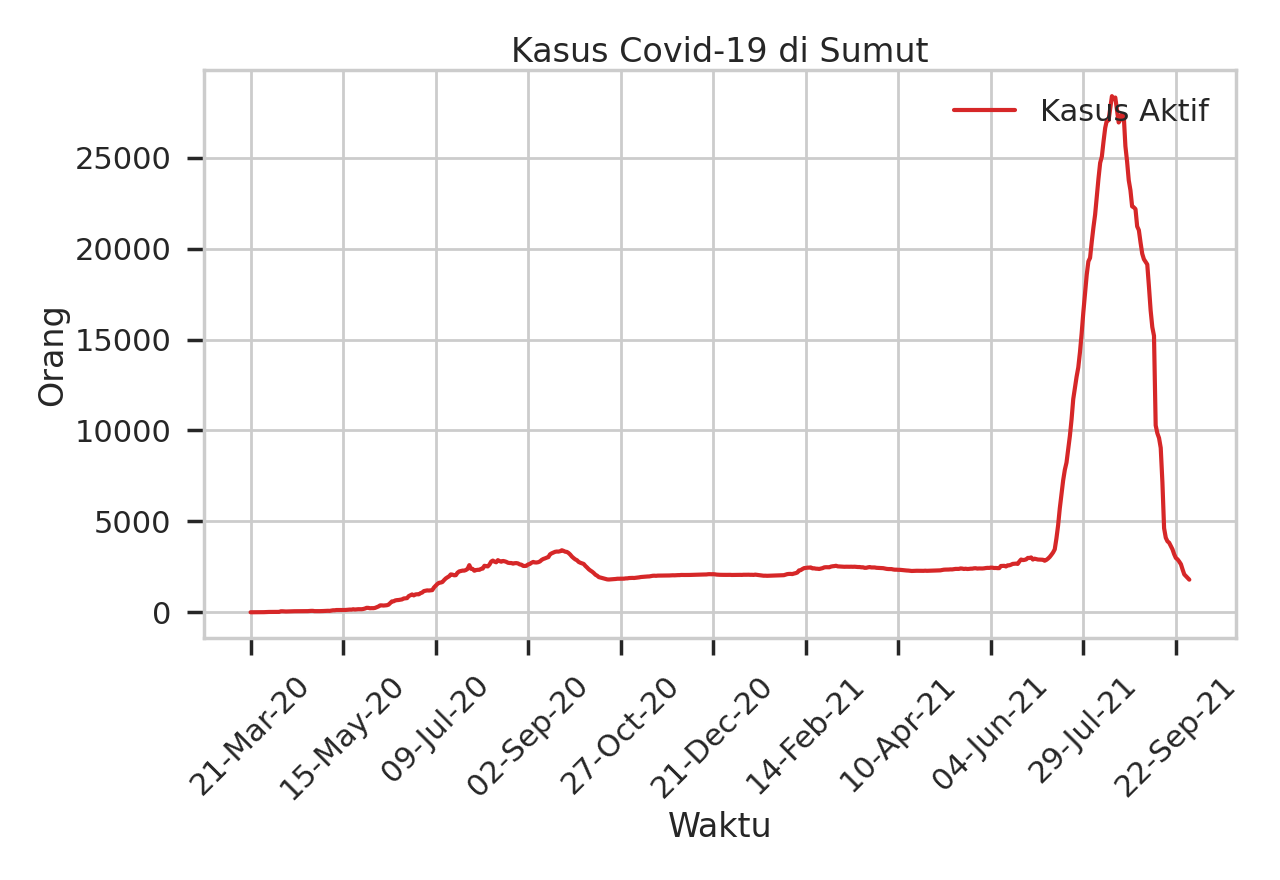 Kasus Covid-19 di Sumut
Kasus Aktif
25000
20000
15000
10000
5000
0
Orang
21-Mar-20
15-May-20
09-Jul-20
02-Sep-20
27-Oct-20
21-Dec-20
14-Feb-21
10-Apr-21
04-Jun-21
29-Jul-21
22-Sep-21
Waktu